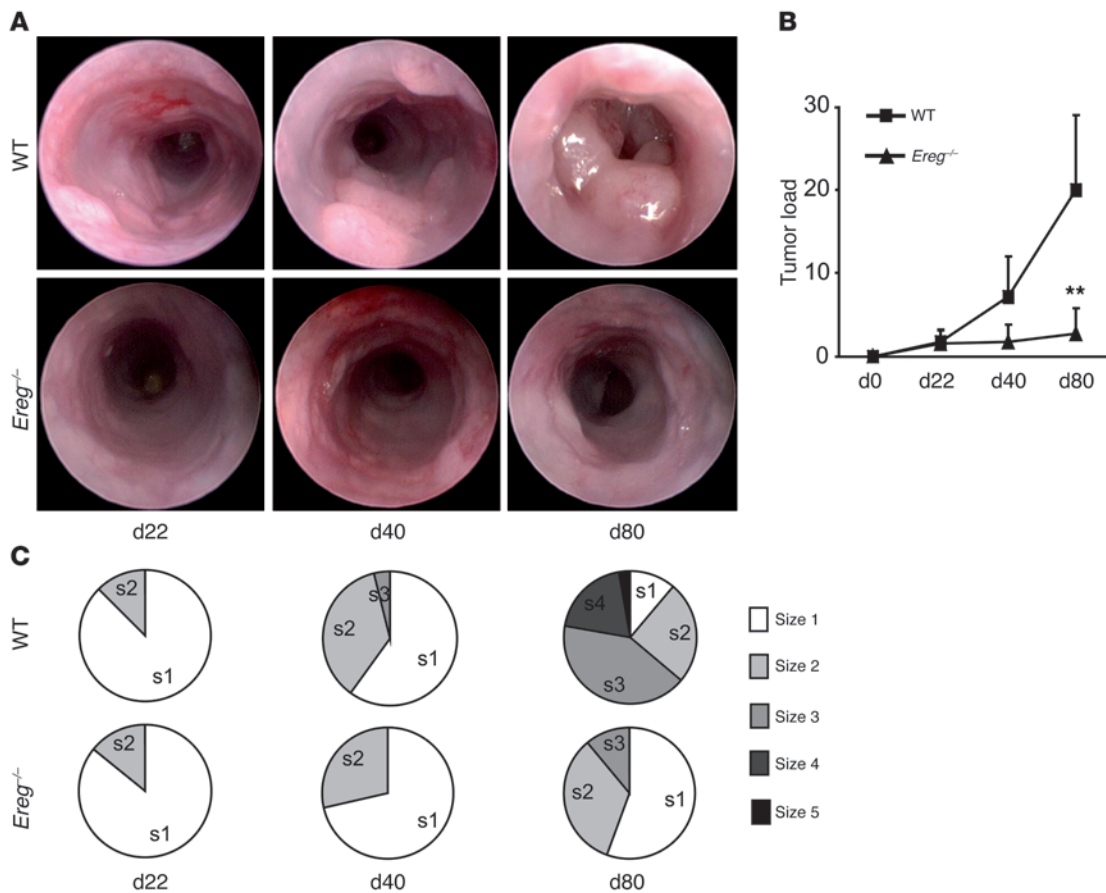 A
WT
Ereg–/–
d22 d40 d80
B
30
20
10
0
Tumor load
WT
Ereg–/–
**
d0 d22 d40 d80
C
WT
s2
s1
s3
s2
s1
s4
s1
s2
s3
Ereg–/–
s2
s1
s2
s1
s3
s2
s1
d22 d40 d80
Size 1
Size 2
Size 3
Size 4
Size 5